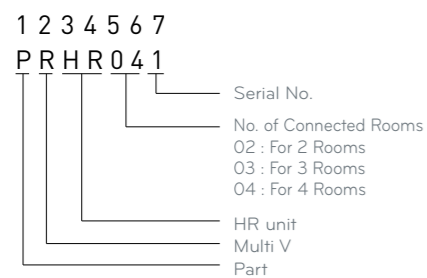 1 2 3 4 5 6 7
P R H R 0 4 1
Serial No.
No. of Connected Rooms
02 : For 2 Rooms
03 : For 3 Rooms
04 : For 4 Rooms
HR unit
Multi V
Part